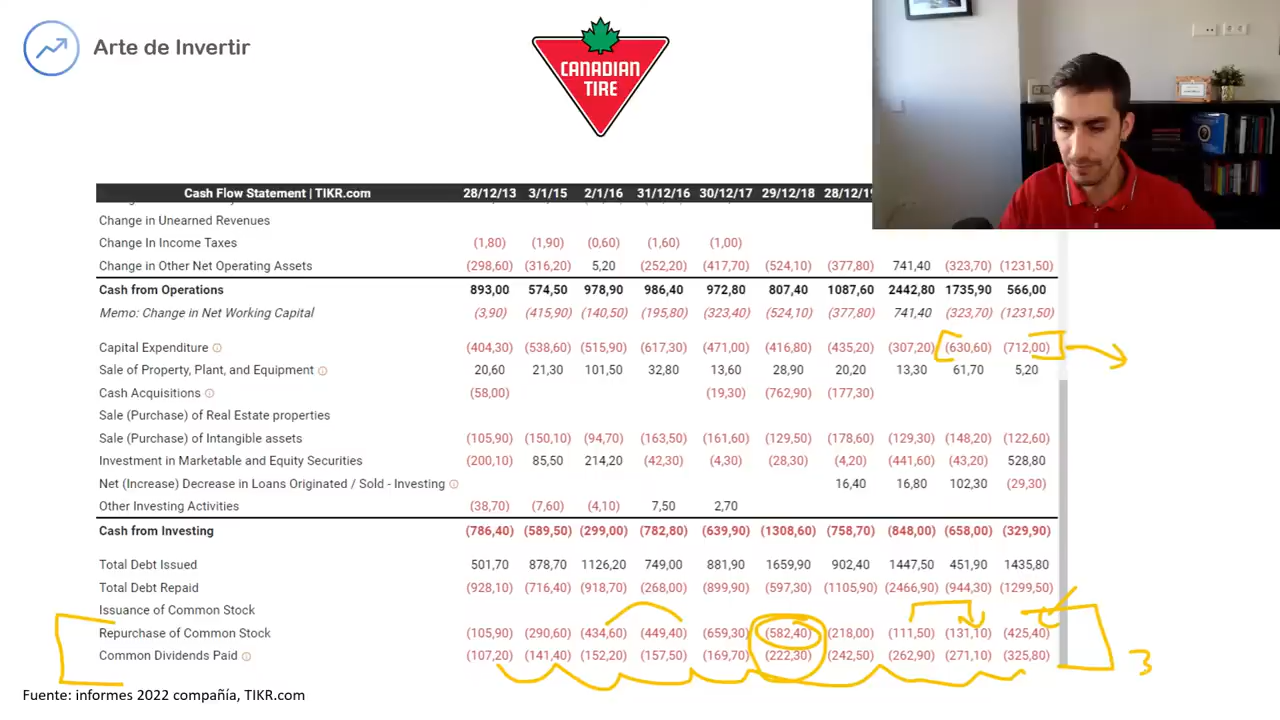 Arte de Invertir
CANADIAN
TIRE
Cash Flow Statement | TIKR.com 28/12/13 3/1/15 2/1/16 31/12/16 30/12/17 29/12/18 28/12/19
Change in Unearned Revenues
Change In Income Taxes (1,80) (1,90) (0,60) (1,60) (1,00)
Change in Other Net Operating Assets (298,60) (316,20) 5,20 (252,20) (417,70) (524,10) (377,80) 741,40 (323,70) (1231,50)
Cash from Operations 893,00 574,50 978,90 986,40 972,80 807,40 1087,60 2442,80 1735,90 566,00
Memo: Change in Net Working Capital (3,90) (415,90) (140,50) (195,80) (323,40) (524,10) (377,80) 741,40 (323,70) (1231,50)
Capital Expenditure (404,30) (538,60) (515,90) (617,30) (471,00) (416,80) (435,20) (307,20) (630,60) (712,00)
Sale of Property, Plant, and Equipment 20,60 21,30 101,50 32,80 13,60 28,90 20,20 13,30 61,70 5,20
Cash Acquisitions (58,00) (19,30) (762,90) (177,30)
Sale (Purchase) of Real Estate properties
Sale (Purchase) of Intangible assets (105,90) (150,10) (94,70) (163,50) (161,60) (129,50) (178,60) (129,30) (148,20) (122,60)
Investment in Marketable and Equity Securities (200,10) 85,50 214,20 (42,30) (4,30) (28,30) (4,20) (441,60) (43,20) 528,80
Net (Increase) Decrease in Loans Originated / Sold - Investing 16,40 16,80 102,30 (29,30)
Other Investing Activities (38,70) (7,60) (4,10) 7,50 2,70
Cash from Investing (786,40) (589,50) (299,00) (782,80) (639,90) (1308,60) (758,70) (848,00) (658,00) (329,90)
Total Debt Issued 501,70 878,70 1126,20 749,00 881,90 1659,90 902,40 1447,50 451,90 1435,80
Total Debt Repaid (928,10) (716,40) (918,70) (268,00) (899,90) (597,30) (1105,90) (2466,90) (944,30) (1299,50)
Issuance of Common Stock
Repurchase of Common Stock (105,90) (290,60) (434,60) (449,40) (659,30) (582,40) (218,00) (111,50) (131,10) (425,40)
Common Dividends Paid (107,20) (141,40) (152,20) (157,50) (169,70) (222,30) (242,50) (262,90) (271,10) (325,80)
3
Fuente: informes 2022 compañía, TIKR.com